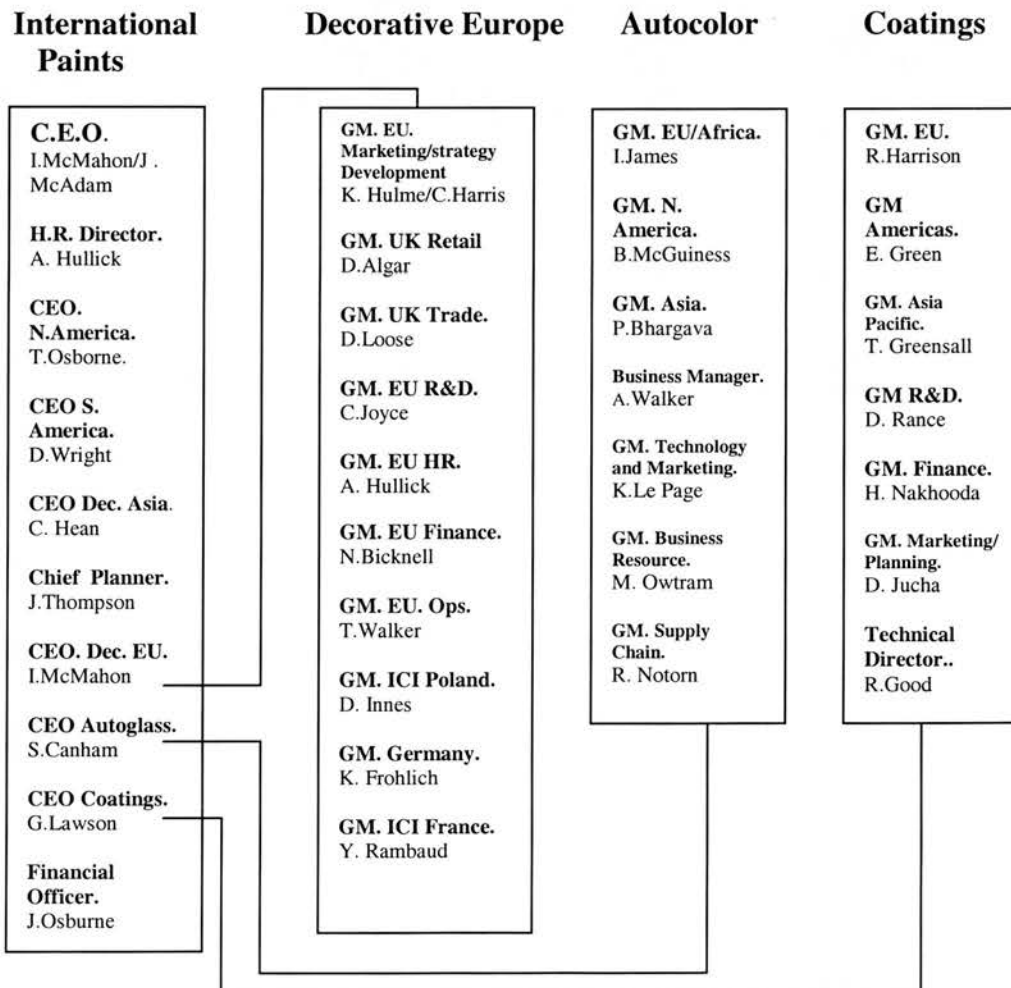 International
Paints
C.E.O.
I.McMahon/J .
McAdam
H.R. Director.
A. Hullick
CEO.
N.America.
T.Osborne.
CEO S.
America.
D.Wright
CEO Dec. Asia.
C. Hean
Chief Planner.
J.Thompson
CEO. Dec. EU.
I.McMahon
CEO Autoglass.
S.Canham
CEO Coatings.
G.Lawson
Financial
Officer.
J.Osburne
Decorative Europe
GM. EU.
Marketing/strategy
Development
K. Hulme/C.Harris
GM. UK Retail
D.Algar
GM. UK Trade.
D.Loose
GM. EU R&D.
C.Joyce
GM. EU HR.
A. Hullick
GM. EU Finance.
N.Bicknell
GM. EU. Ops.
T.Walker
GM. ICI Poland.
D. Innes
GM. Germany.
K. Frohlich
GM. ICI France.
Y. Rambaud
Autocolor
GM. EU/Africa.
I.James
GM. N.
America.
B.McGuiness
GM. Asia.
P.Bhargava
Business Manager.
A.Walker
GM. Technology
and Marketing.
K.Le Page
GM. Business
Resource.
M. Owtram
GM. Supply
Chain.
R. Notorn
Coatings
GM. EU.
R.Harrison
GM
Americas.
E. Green
GM. Asia
Pacific.
T. Greensall
GM R&D.
D. Rance
GM. Finance.
H. Nakhooda
GM. Marketing/
Planning.
D. Jucha
Technical
Director..
R.Good